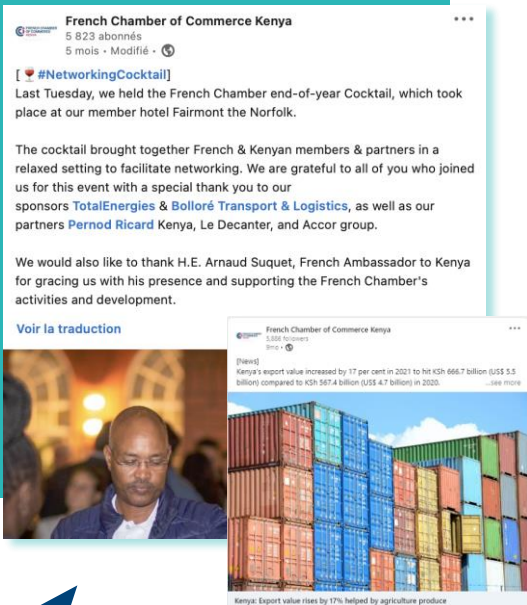 French Chamber of Commerce Kenya
5 823 abonnés
5 mois • Modifié •
[🍷#NetworkingCocktail]
Last Tuesday, we held the French Chamber end-of-year Cocktail, which took
place at our member hotel Fairmont the Norfolk.
The cocktail brought together French & Kenyan members & partners in a
relaxed setting to facilitate networking. We are grateful to all of you who joined
us for this event with a special thank you to our
sponsors TotalEnergies & Bolloré Transport & Logistics, as well as our
partners Pernod Ricard Kenya, Le Decanter, and Accor group.
We would also like to thank H.E. Arnaud Suquet, French Ambassador to Kenya
for gracing us with his presence and supporting the French Chamber's
activities and development.
Voir la traduction
French Chamber of Commerce Kenya
followers
9mo •
[News]
Kenya's export value increased by 17 per cent in 2021 to hit KSh 666.7 billion (US$ 5.5
billion) compared to KSh 567.4 billion (US$ 4.7 billion) in 2020. ...see more
Kenya: Export value rises by 17% helped by agriculture produce